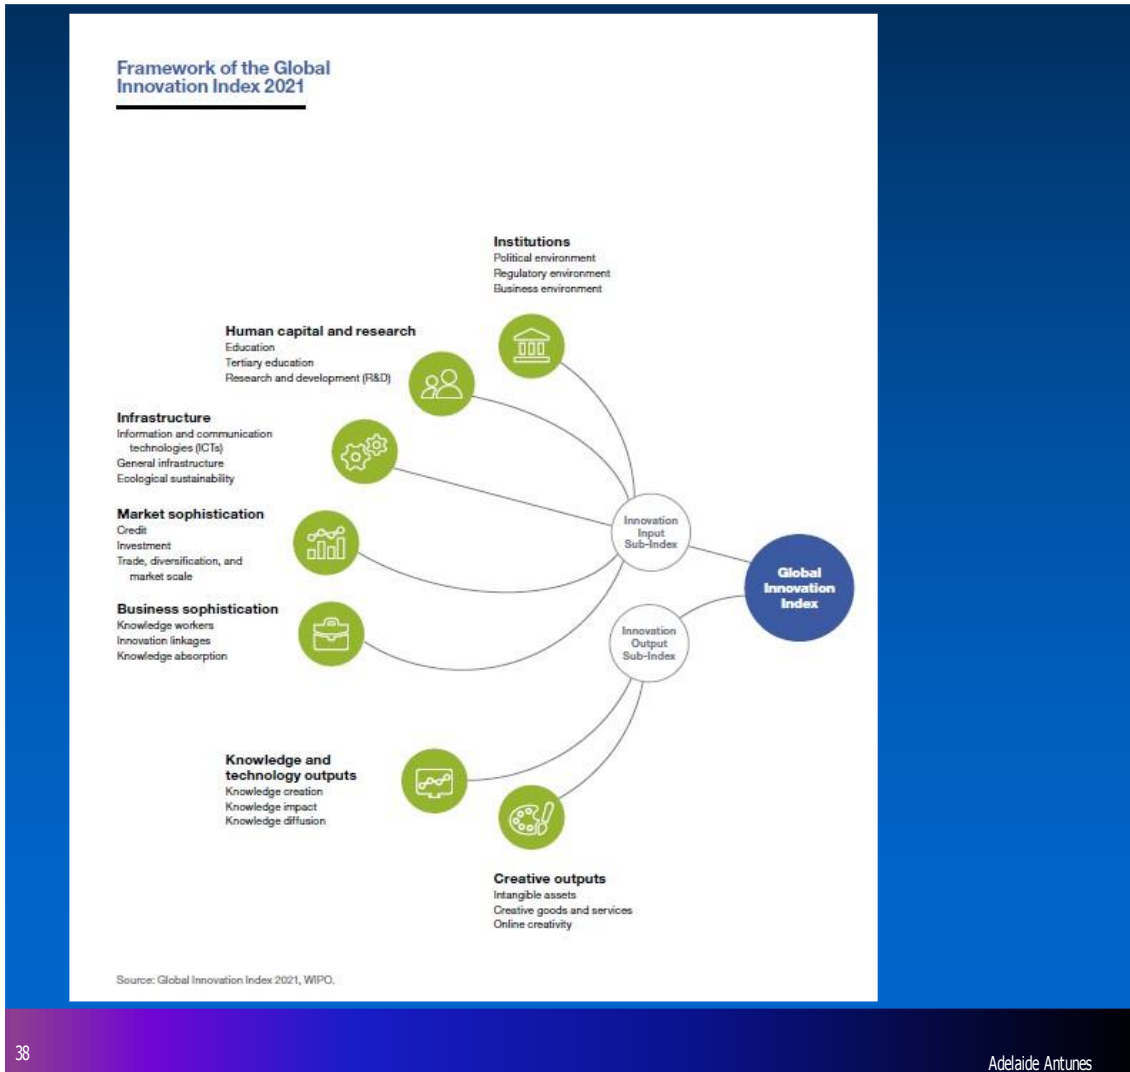 Framework of the Global
Innovation Index 2021
Institutions
Political environment
Regulatory environment
Business environment
Human capital and research
Education
Tertiary education
Research and development (R&D)
Infrastructure
Information and communication
technologies (ICTs)
General infrastructure
Ecological sustainability
Market sophistication
Credit
Investment
Trade, diversification, and
market scale
Business sophistication
Knowledge workers
Innovation linkages
Knowledge absorption
Innovation
Input
Sub-Index
Global
Innovation
Index
Innovation
Output
Sub-Index
Knowledge and
technology outputs
Knowledge creation
Knowledge impact
Knowledge diffusion
Creative outputs
Intangible assets
Creative goods and services
Online creativity
Source: Global Innovation Index 2021, WIPO.
38
Adelaide Antunes